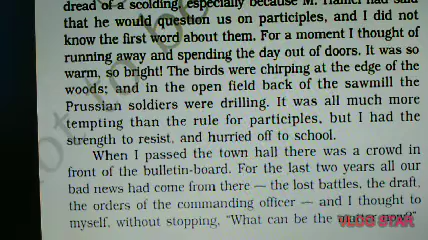 dread of a scolding, especially because M. Hamel had said
that he would question us on participles, and I did not
know the first word about them. For a moment I thought of
running away and spending the day out of doors. It was so
warm, so bright! The birds were chirping at the edge of the
woods; and in the open field back of the sawmill the
Prussian soldiers were drilling. It was all much more
tempting than the rule for participles, but I had the
strength to resist, and hurried off to school.
When I passed the town hall there was a crowd in
front of the bulletin-board. For the last two years all our
bad news had come from there — the lost battles, the draft,
the orders of the commanding officer — and I thought to
myself, without stopping, “What can be the matter now?”